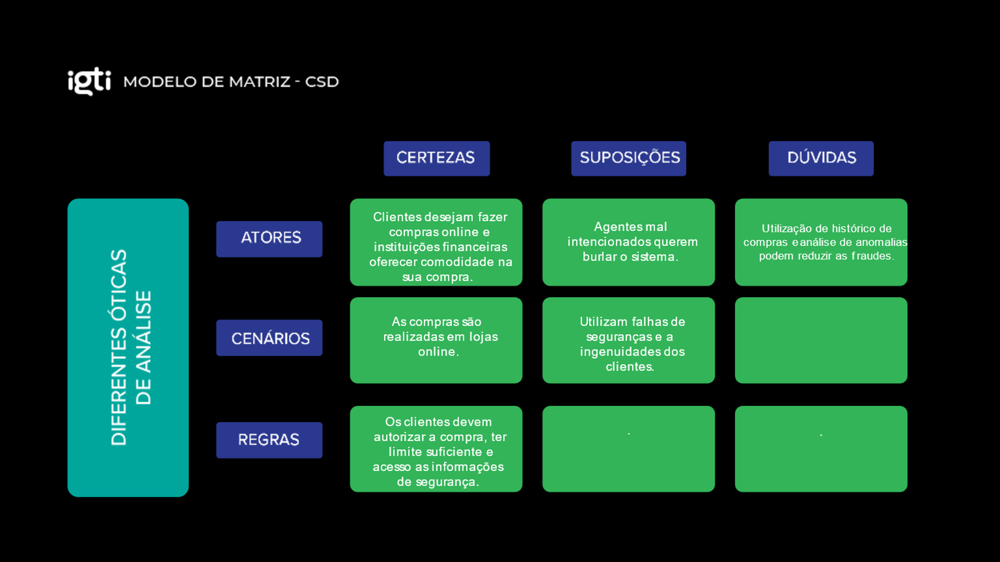 igti MODELO DE MATRIZ - CSD
CERTEZAS
SUPOSIÇÕES
DÚVIDAS
DIFERENTES ÓTICAS
DE ANÁLISE
ATORES
Clientes desejam fazer
compras online e
instituições financeiras
oferecer comodidade na
sua compra.
Agentes mal
intencionados querem
burlar o sistema.
Utilização de histórico de
compras e análise de anomalias
podem reduzir as fraudes.
CENÁRIOS
As compras são
realizadas em lojas
online.
Utilizam falhas de
seguranças e a
ingenuidades dos
clientes.
REGRAS
Os clientes devem
autorizar a compra, ter
limite suficiente e
acesso as informações
de segurança.
.
.